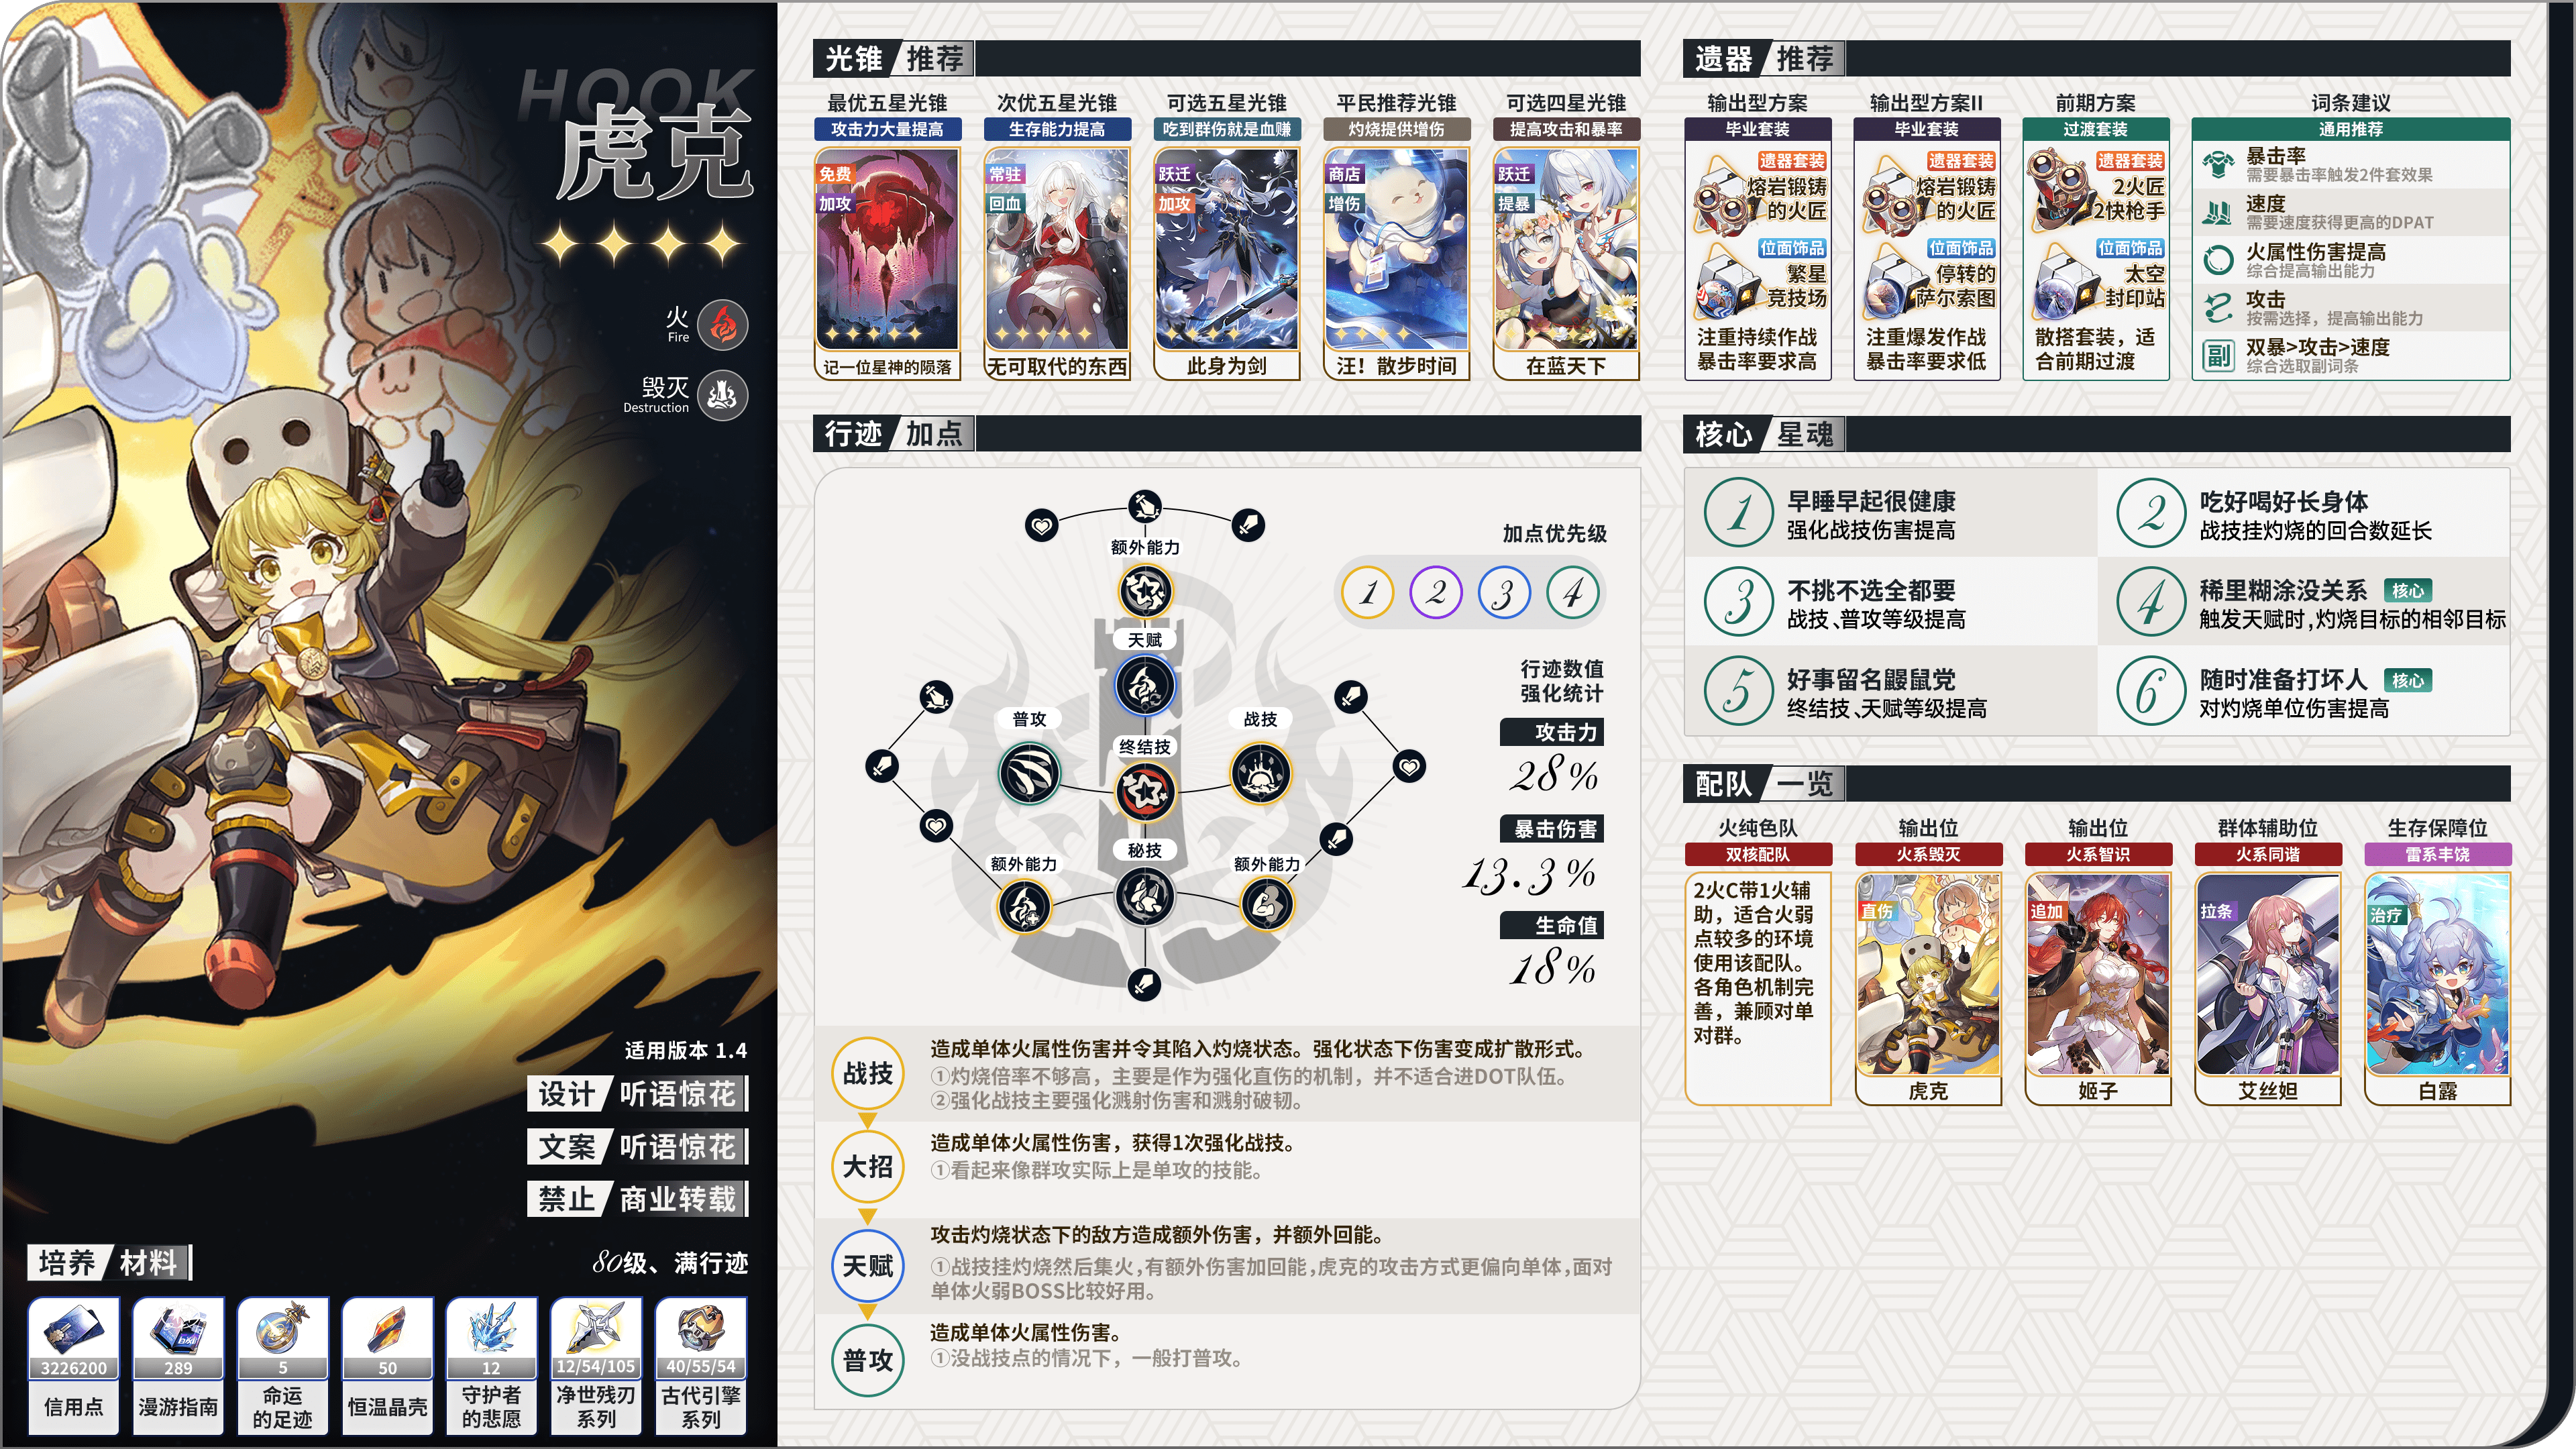 HOOK
虎克
火
Fire
毁灭
Destruction
适用版本 1.4
设计 听语惊花
文案 听语惊花
禁止 商业转载
培养 材料
80级、满行迹
3226200
信用点
289
漫游指南
5
命运
的足迹
50
恒温晶壳
12
守护者
的悲愿
12/54/105
净世残刃
系列
40/55/54
古代引擎
系列
光锥 推荐
最优五星光锥
攻击力大量提高
免费
加攻
记一位星神的陨落
次优五星光锥
生存能力提高
常驻
回血
无可取代的东西
可选五星光锥
吃到群伤就是血赚
跃迁
加攻
此身为剑
平民推荐光锥
灼烧提供增伤
商店
增伤
汪！散步时间
可选四星光锥
提高攻击和暴率
跃迁
提暴
在蓝天下
行迹 加点
额外能力
天赋
普攻
终结技
战技
额外能力
秘技
额外能力
加点优先级
1 2 3 4
行迹数值
强化统计
攻击力
28%
暴击伤害
13.3%
生命值
18%
战技
造成单体火属性伤害并令其陷入灼烧状态。强化状态下伤害变成扩散形式。
①灼烧倍率不够高，主要是作为强化直伤的机制，并不适合进DOT队伍。
②强化战技主要强化溅射伤害和溅射破韧。
大招
造成单体火属性伤害，获得1次强化战技。
①看起来像群攻实际上是单攻的技能。
天赋
攻击灼烧状态下的敌方造成额外伤害，并额外回能。
①战技挂灼烧然后集火,有额外伤害加回能,虎克的攻击方式更偏向单体,面对
单体火弱BOSS比较好用。
普攻
造成单体火属性伤害。
①没战技点的情况下，一般打普攻。
遗器 推荐
输出型方案
毕业套装
遗器套装
熔岩锻铸
的火匠
位面饰品
繁星
竞技场
注重持续作战
暴击率要求高
输出型方案II
毕业套装
遗器套装
熔岩锻铸
的火匠
位面饰品
停转的
萨尔索图
注重爆发作战
暴击率要求低
前期方案
过渡套装
遗器套装
2火匠
2快枪手
位面饰品
太空
封印站
散搭套装，适
合前期过渡
词条建议
通用推荐
暴击率
需要暴击率触发2件套效果
速度
需要速度获得更高的DPAT
火属性伤害提高
综合提高输出能力
攻击
按需选择，提高输出能力
副
双暴>攻击>速度
综合选取副词条
核心 星魂
1
早睡早起很健康
强化战技伤害提高
2
吃好喝好长身体
战技挂灼烧的回合数延长
3
不挑不选全都要
战技、普攻等级提高
4
稀里糊涂没关系 核心
触发天赋时,灼烧目标的相邻目标
5
好事留名鼹鼠党
终结技、天赋等级提高
6
随时准备打坏人 核心
对灼烧单位伤害提高
配队 一览
火纯色队
双核配队
2火C带1火辅
助，适合火弱
点较多的环境
使用该配队。
各角色机制完
善，兼顾对单
对群。
输出位
火系毁灭
直伤
虎克
输出位
火系智识
追加
姬子
群体辅助位
火系同谐
拉条
艾丝妲
生存保障位
雷系丰饶
治疗
白露